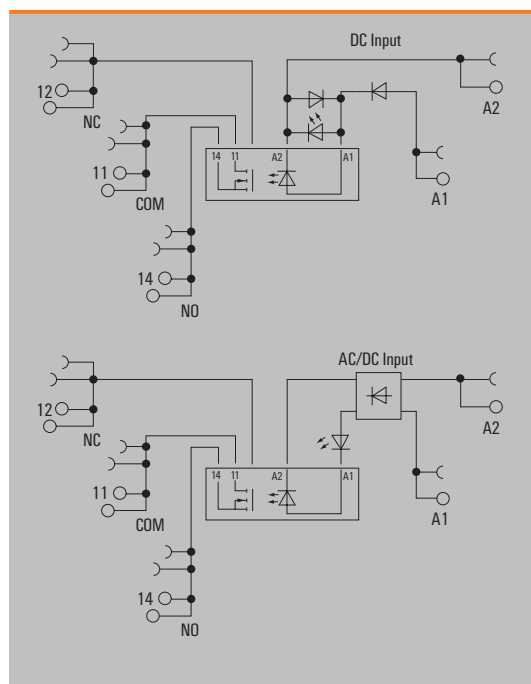 DC Input
12
NC
A2
11
14 11 A2 A1
COM
A1
14
NO
AC/DC Input
12
NC
A2
11
14 11 A2 A1
COM
A1
14
NO